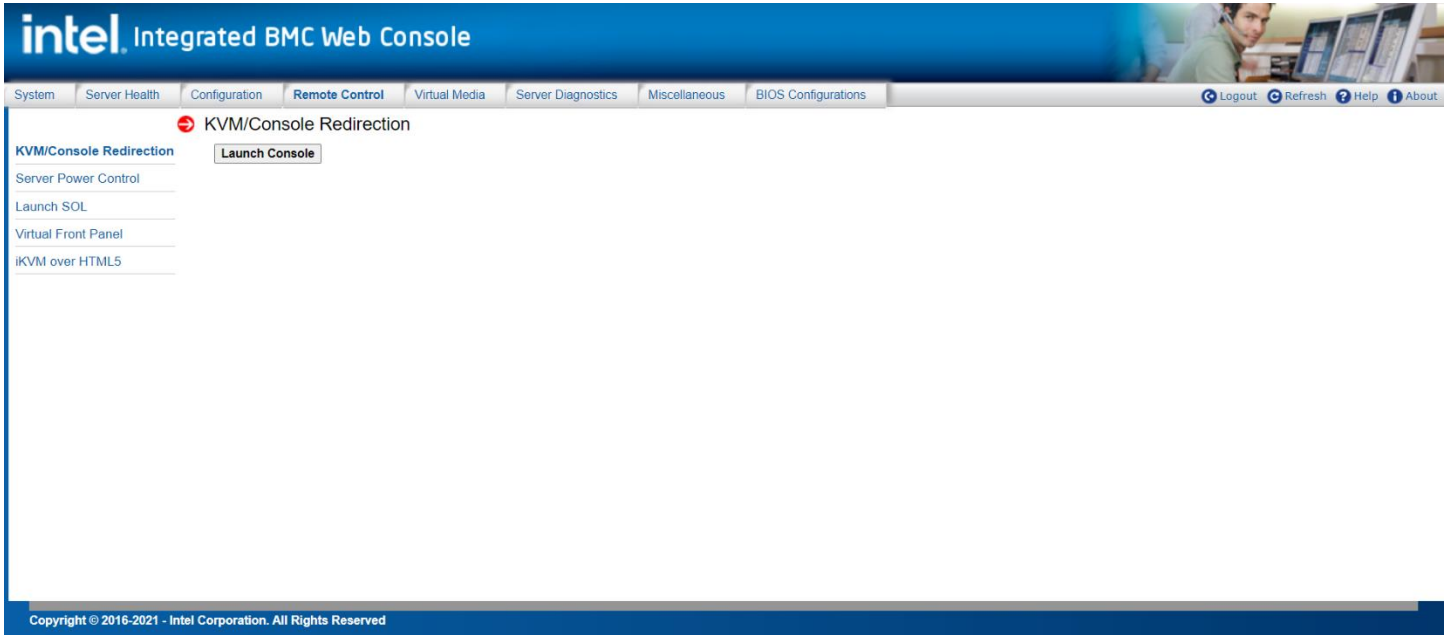 intel. Integrated BMC Web Console
System Server Health Configuration Remote Control Virtual Media Server Diagnostics Miscellaneous BIOS Configurations Logout Refresh Help About
KVM/Console Redirection
KVM/Console Redirection
Launch Console
Server Power Control
Launch SOL
Virtual Front Panel
iKVM over HTML5
Copyright © 2016-2021 - Intel Corporation. All Rights Reserved